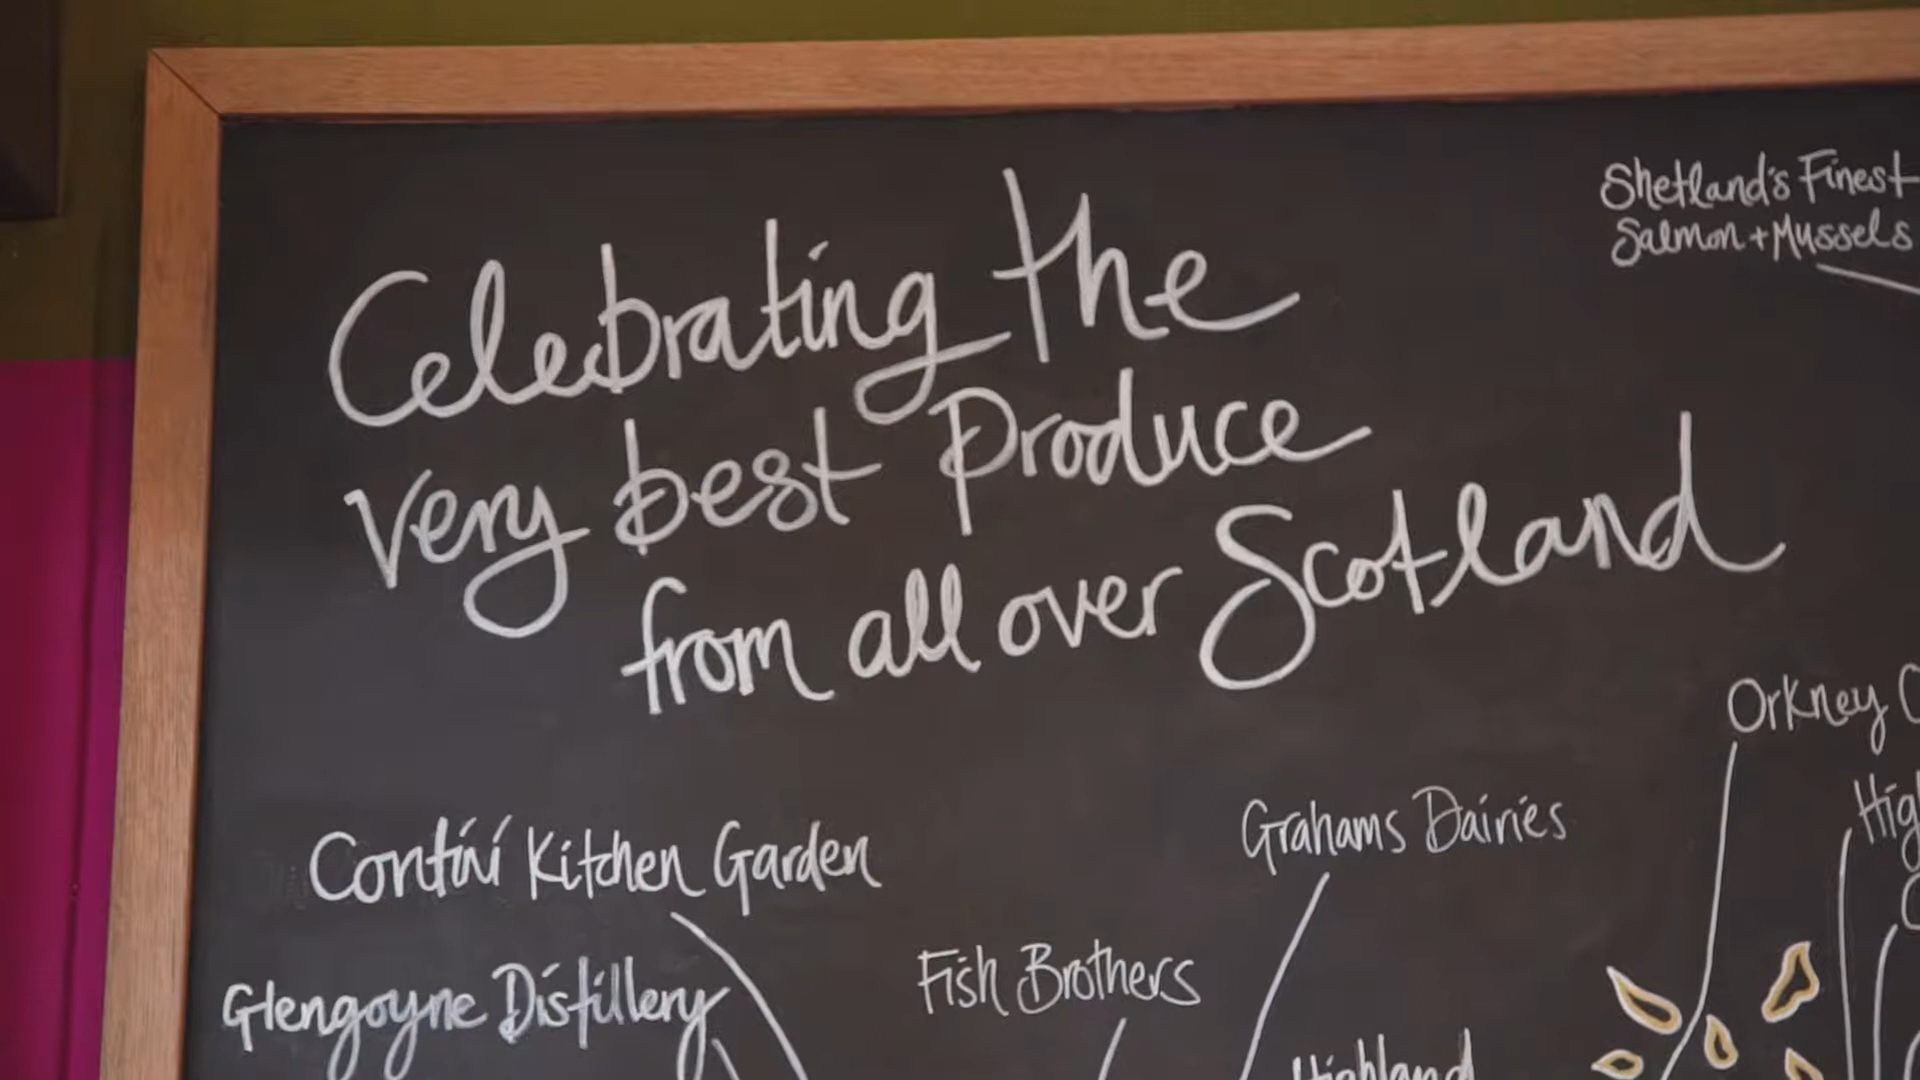 Celebrating the
very best Produce
from all over Scotland
Shetland's Finest
Salmon + Mussels
Orkney
Grahams Dairies
Contini Kitchen Garden
Fish Brothers
Glengoyne Distillery
Highland